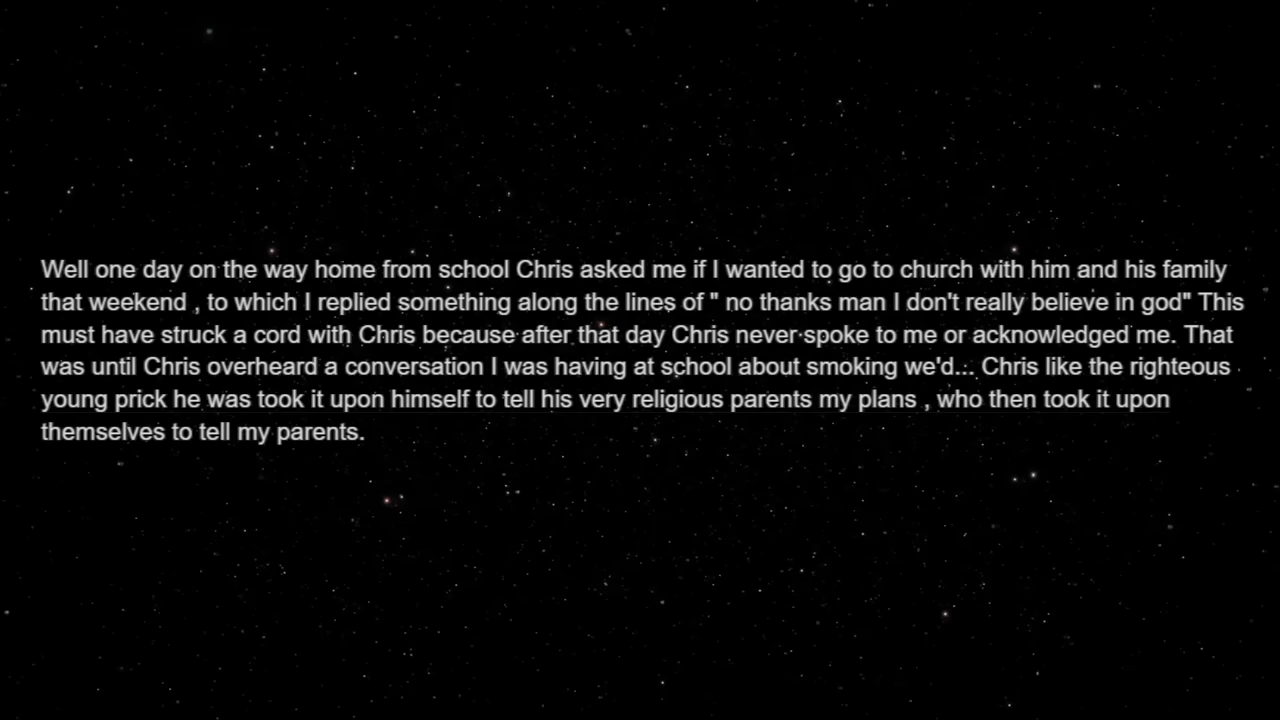 Well one day on the way home from school Chris asked me if I wanted to go to church with him and his family
that weekend , to which I replied something along the lines of " no thanks man I don't really believe in god" This
must have struck a cord with Chris because after that day Chris never spoke to me or acknowledged me. That
was until Chris overheard a conversation I was having at school about smoking we'd... Chris like the righteous
young prick he was took it upon himself to tell his very religious parents my plans , who then took it upon
themselves to tell my parents.